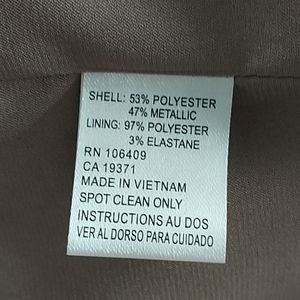 SHELL: 53% POLYESTER
47% METALLIC
LINING: 97% POLYESTER
3% ELASTANE
RN 106409
CA 19371
MADE IN VIETNAM
SPOT CLEAN ONLY
INSTRUCTIONS AU DOS
VER AL DORSO PARA CUIDADO